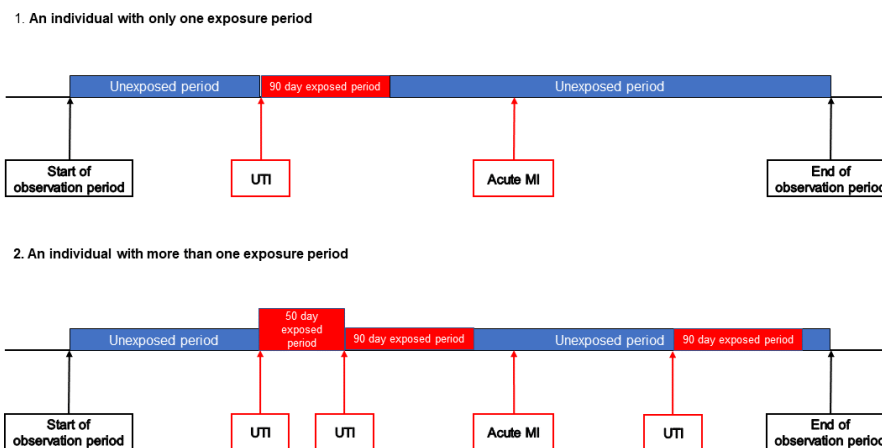 1. An individual with only one exposure period
Unexposed period
90 day exposed period
Unexposed period
Start of
observation period
UTI
Acute MI
End of
observation perioc
2. An individual with more than one exposure period
50 day
exposed
period
Unexposed period
90 day exposed period
Unexposed period
90 day exposed period
Start of
observation period
UTI
UTI
Acute MI
UTI
End of
observation perioc